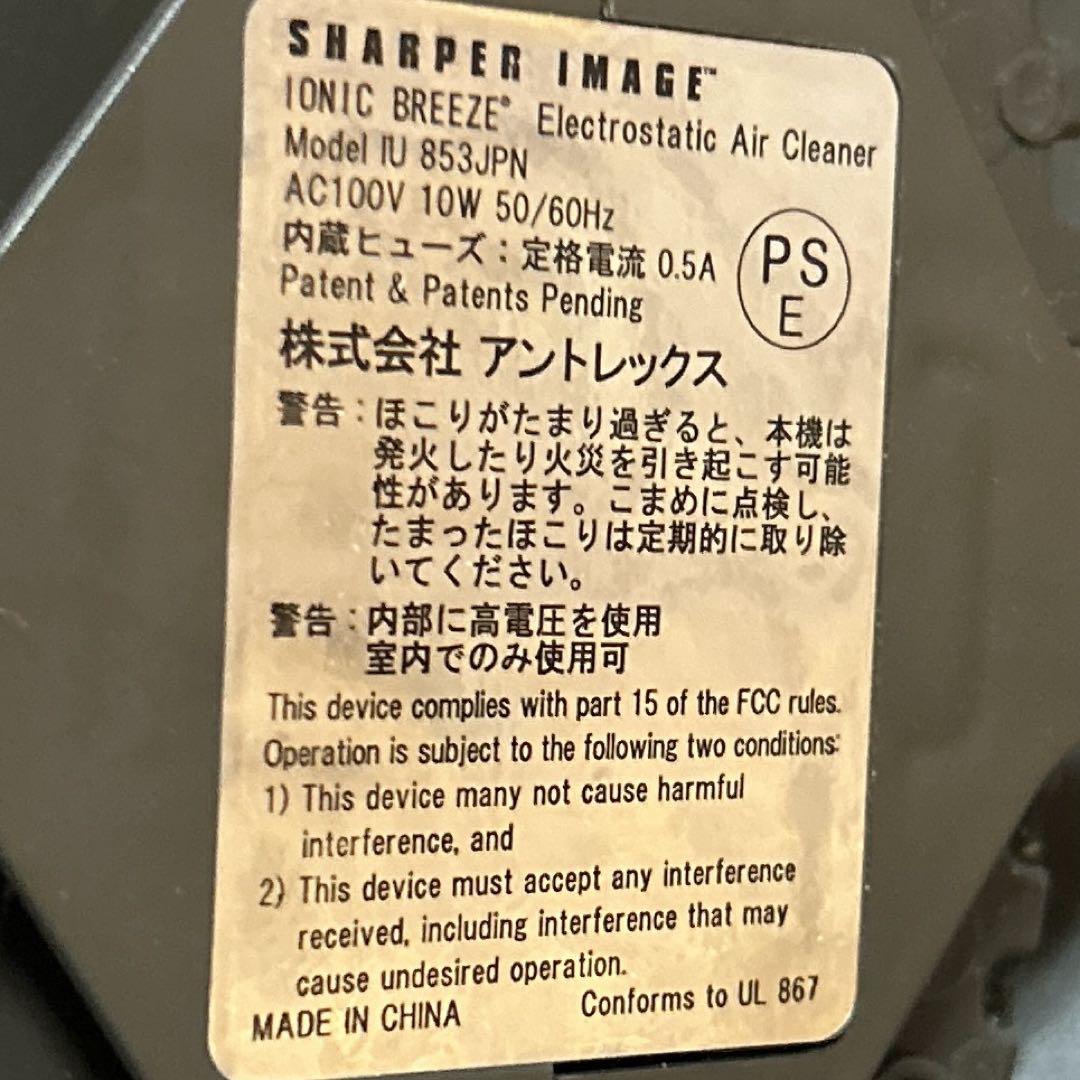 SHARPER IMAGE™
IONIC BREEZE® Electrostatic Air Cleaner
Model IU 853JPN
AC100V 10W 50/60Hz
内蔵ヒューズ：定格電流 0.5A
Patent & Patents Pending
PS
E
株式会社 アントレックス
警告：ほこりがたまり過ぎると、本機は
発火したり火災を引き起こす可能
性があります。こまめに点検し、
たまったほこりは定期的に取り除
いてください。
警告：内部に高電圧を使用
室内でのみ使用可
This device complies with part 15 of the FCC rules.
Operation is subject to the following two conditions:
1) This device many not cause harmful
interference, and
2) This device must accept any interference
received, including interference that may
cause undesired operation.
MADE IN CHINA Conforms to UL 867